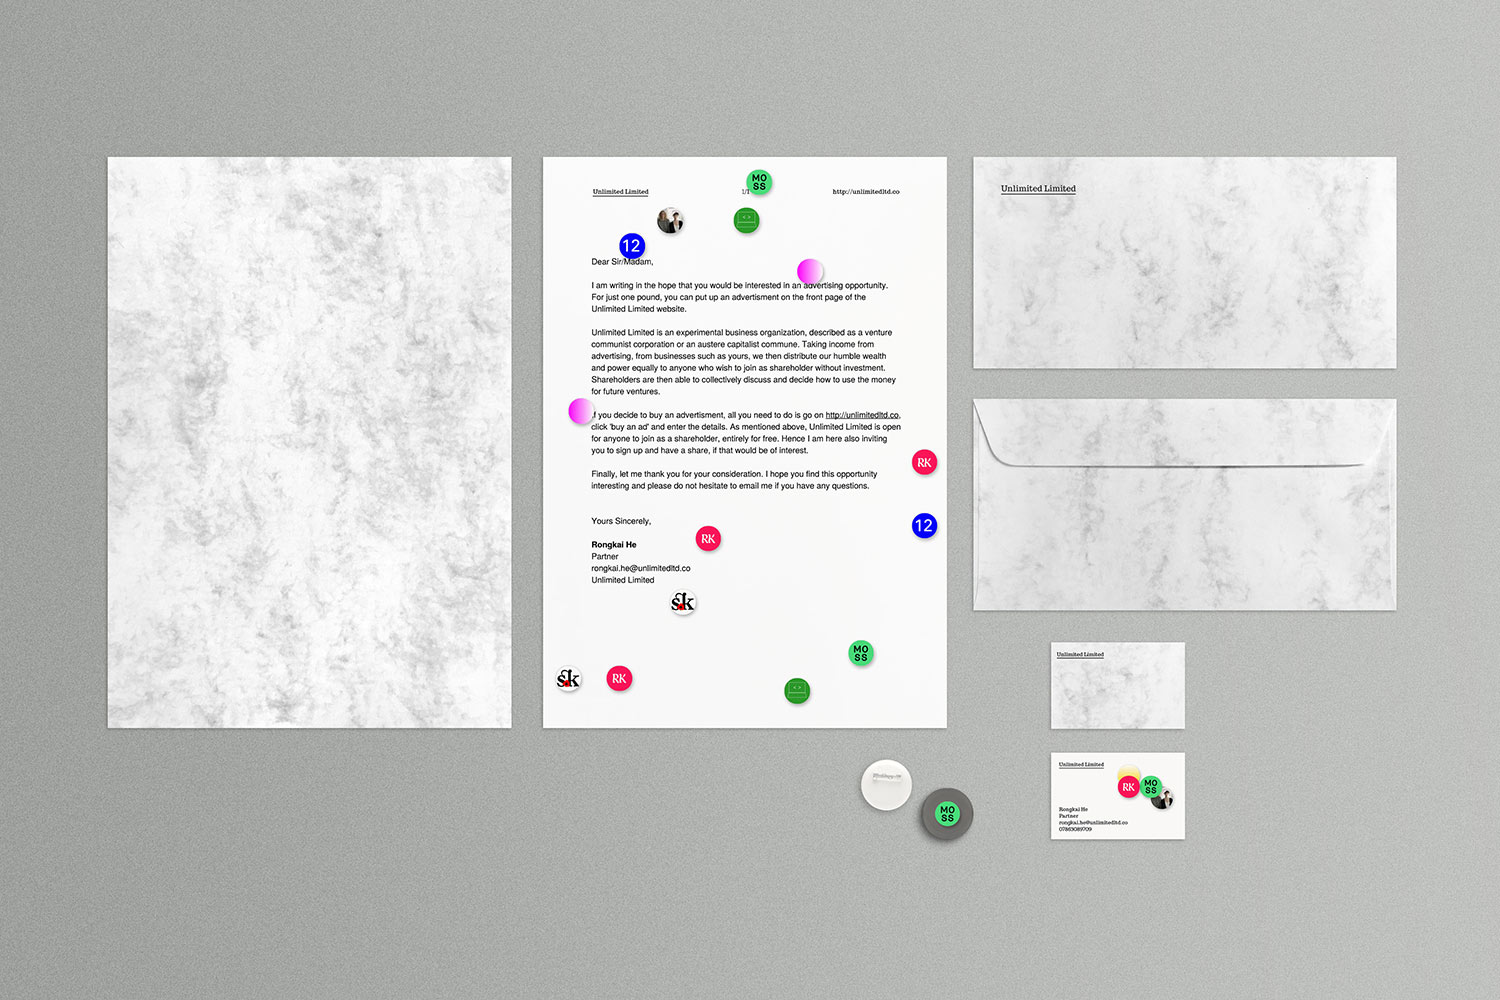 Unlimited Limited
1/1
http://unlimitedltd.co
MO
SS
12
Dear Sir/Madam,
I am writing in the hope that you would be interested in an advertising opportunity.
For just one pound, you can put up an advertisment on the front page of the
Unlimited Limited website.
Unlimited Limited is an experimental business organization, described as a venture
communist corporation or an austere capitalist commune. Taking income from
advertising, from businesses such as yours, we then distribute our humble wealth
and power equally to anyone who wish to join as shareholder without investment.
Shareholders are then able to collectively discuss and decide how to use the money
for future ventures.
If you decide to buy an advertisment, all you need to do is go on http://unlimitedltd.co,
click 'buy an ad' and enter the details. As mentioned above, Unlimited Limited is open
for anyone to join as a shareholder, entirely for free. Hence I am here also inviting
you to sign up and have a share, if that would be of interest.
RK
Finally, let me thank you for your consideration. I hope you find this opportunity
interesting and please do not hesitate to email me if you have any questions.
Yours Sincerely,
12
RK
Rongkai He
Partner
rongkai.he@unlimitedltd.co
Unlimited Limited
sk
MO
SS
sk
RK
Unlimited Limited
Unlimited Limited
Unlimited Limited
RK
MO
SS
Rongkai He
Partner
rongkai.he@unlimitedltd.co
07863089709
MO
SS